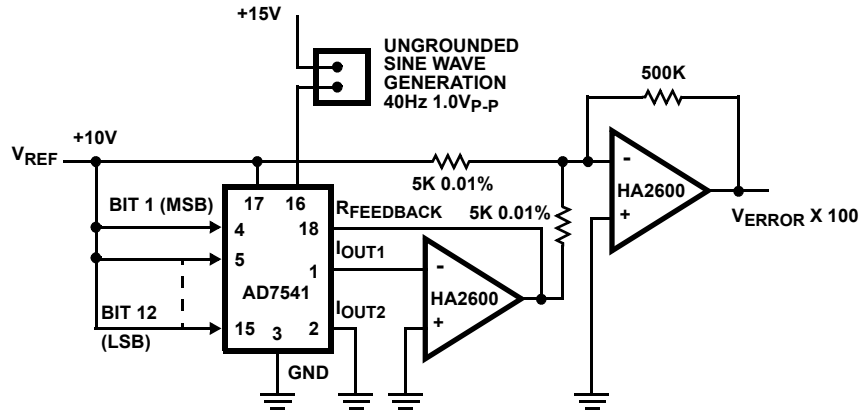 +15V
UNGROUNDED
SINE WAVE
GENERATION
40Hz 1.0VP-P
500K
+10V
VREF
5K 0.01%
-
+
HA2600
VERROR X 100
BIT 1 (MSB)
17
16
RFEEDBACK
5K 0.01%
4
18
5
IOUT1
1
-
AD7541
HA2600
BIT 12
(LSB)
IOUT2
+
15
3
2
GND